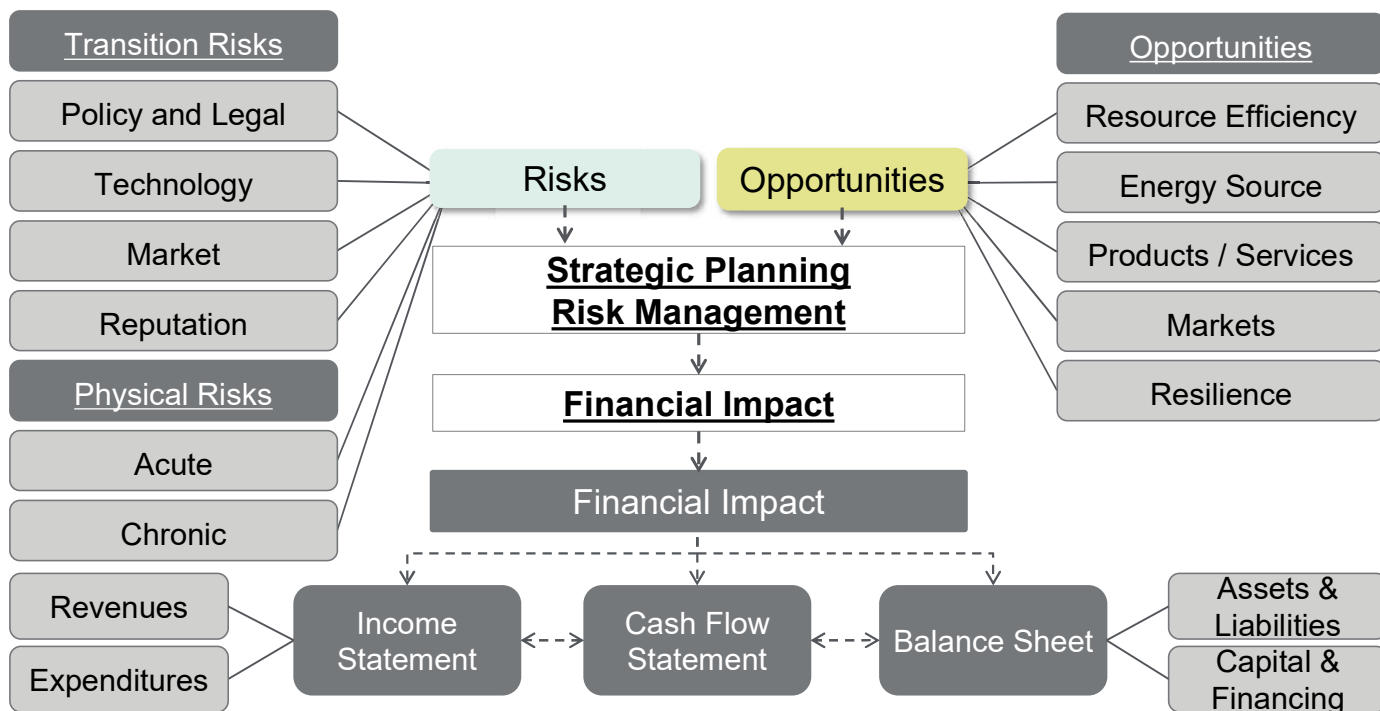 Transition Risks
Policy and Legal
Technology
Market
Reputation
Physical Risks
Acute
Chronic
Risks
Opportunities
Strategic Planning
Risk Management
Financial Impact
Financial Impact
Opportunities
Resource Efficiency
Energy Source
Products / Services
Markets
Resilience
Revenues
Expenditures
Income
Statement
Cash Flow
Statement
Balance Sheet
Assets &
Liabilities
Capital &
Financing